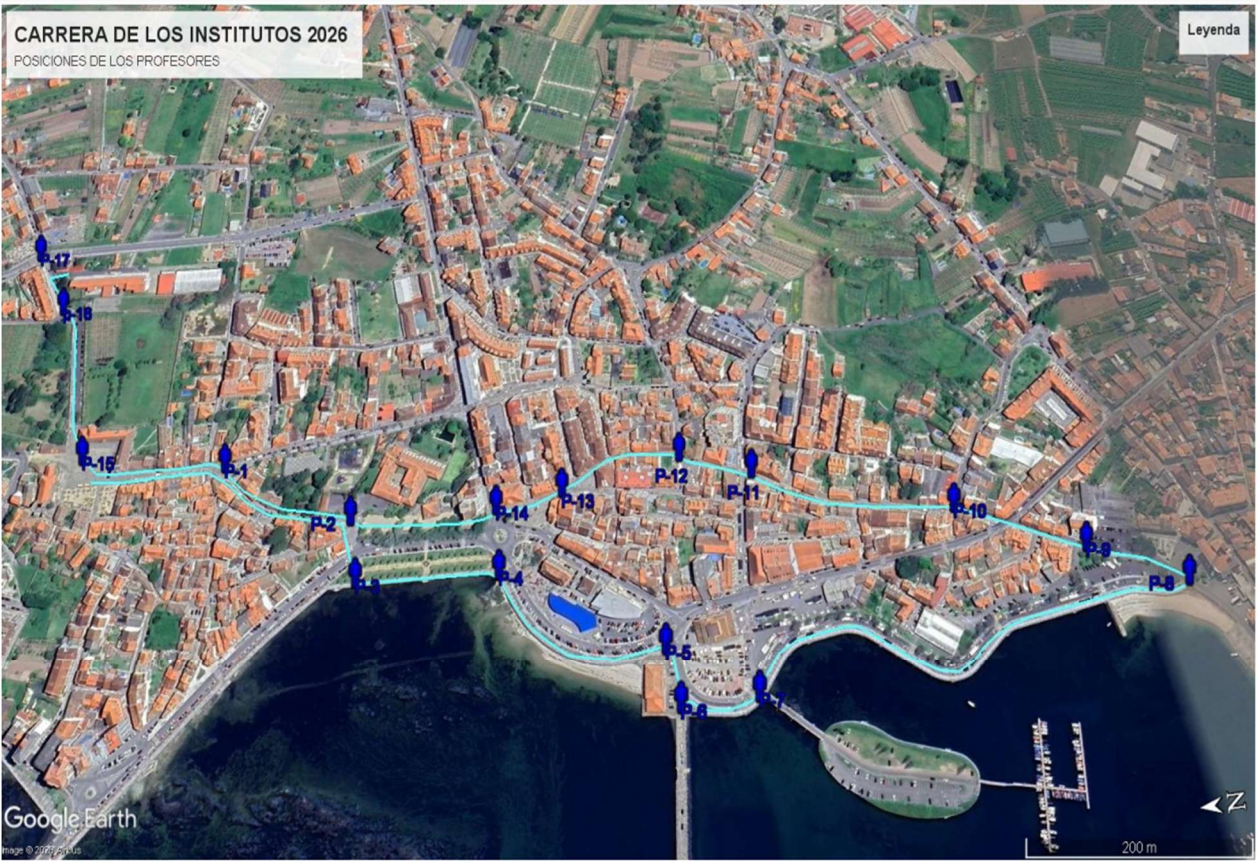 CARRERA DE LOS INSTITUTOS 2026
POSICIONES DE LOS PROFESORES
Leyenda
P-17
P-16
P-15
P-1
P-2
P-14
P-13
P-12
P-11
P-10
P-9
P-8
P-3
P-4
P-5
P-6
P-7
Google Earth
200 m
N